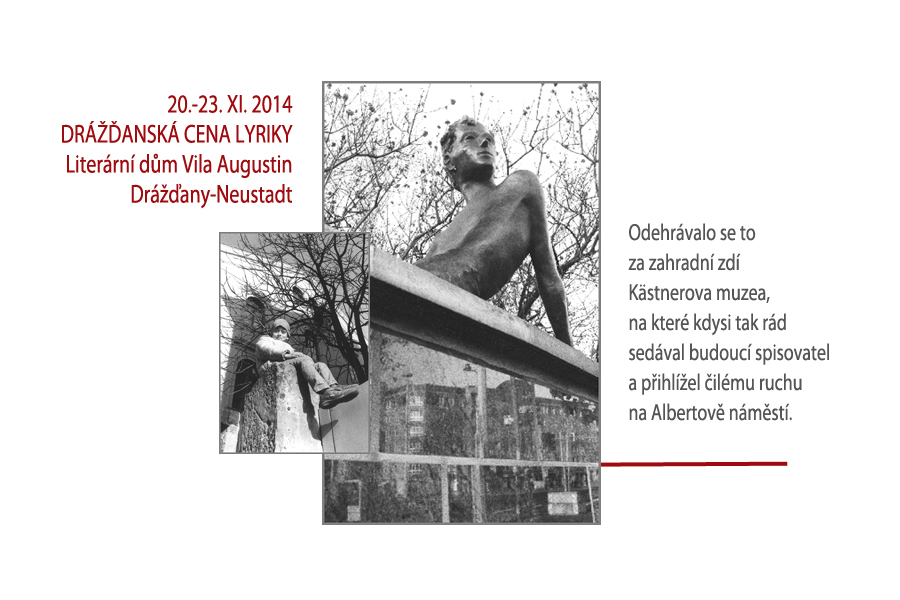 20.-23. XI. 2014
DRÁŽĎANSKÁ CENA LYRIKY
Literární dům Vila Augustin
Drážďany-Neustadt
Odehrávalo se to
za zahradní zdí
Kästnerova muzea,
na které kdysi tak rád
sedával budoucí spisovatel
a přihlížel čilému ruchu
na Albertově náměstí.